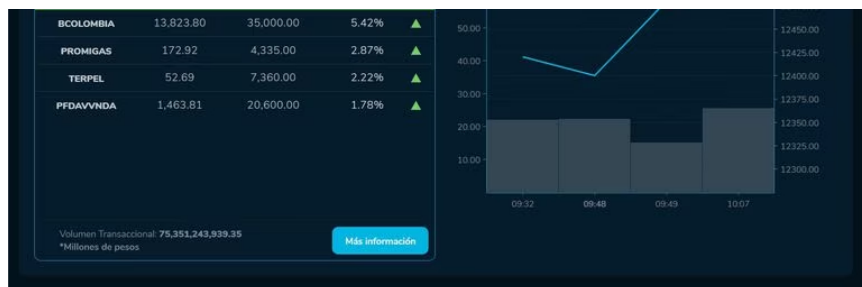 BCOLOMBIA 13,823.80 35,000.00 5.42%
PROMIGAS 172.92 4,335.00 2.87%
TERPEL 52.69 7,360.00 2.22%
PFDAVVNDA 1,463.81 20,600.00 1.78%
Volumen Transaccional: 75,351,243,939.35
*Millones de pesos
Más información
50.00
40.00
30.00
20.00
10.00
12450.00
12425.00
12400.00
12375.00
12350.00
12325.00
12300.00
09:32 09:48 09:49 10:07